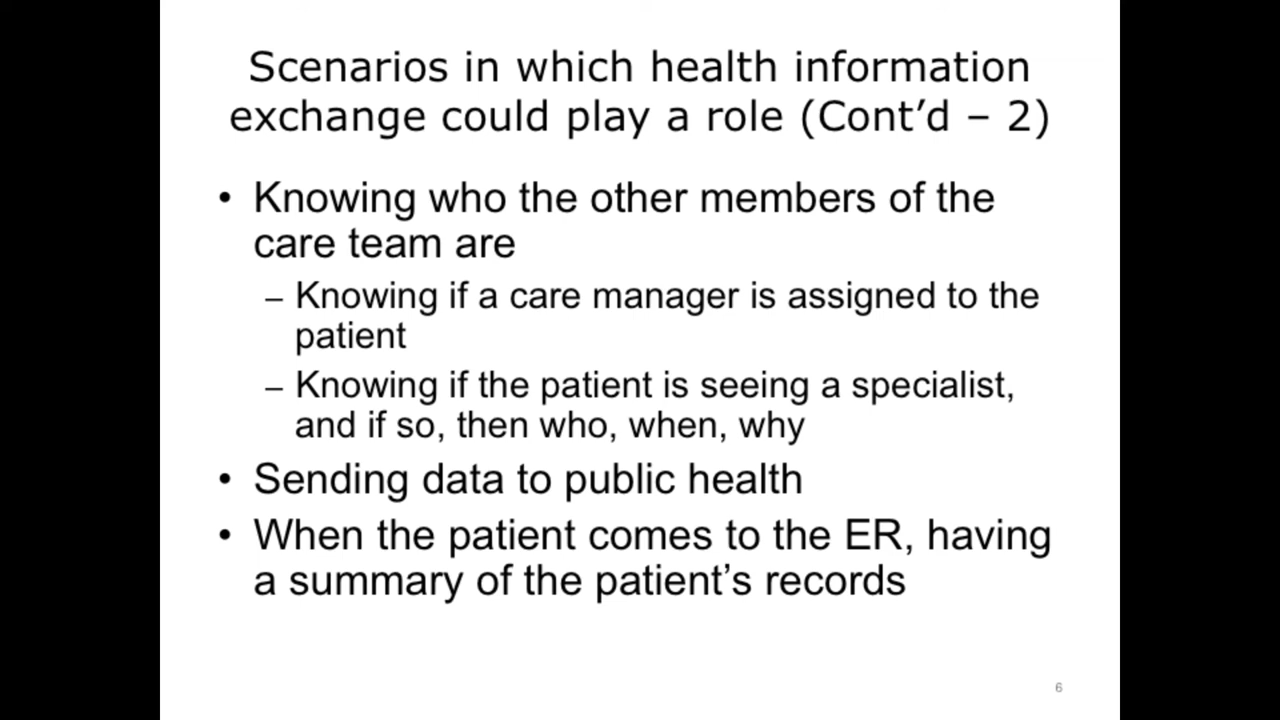 Scenarios in which health information
exchange could play a role (Cont’d – 2)
• Knowing who the other members of the
care team are
– Knowing if a care manager is assigned to the
patient
– Knowing if the patient is seeing a specialist,
and if so, then who, when, why
• Sending data to public health
• When the patient comes to the ER, having
a summary of the patient’s records
6